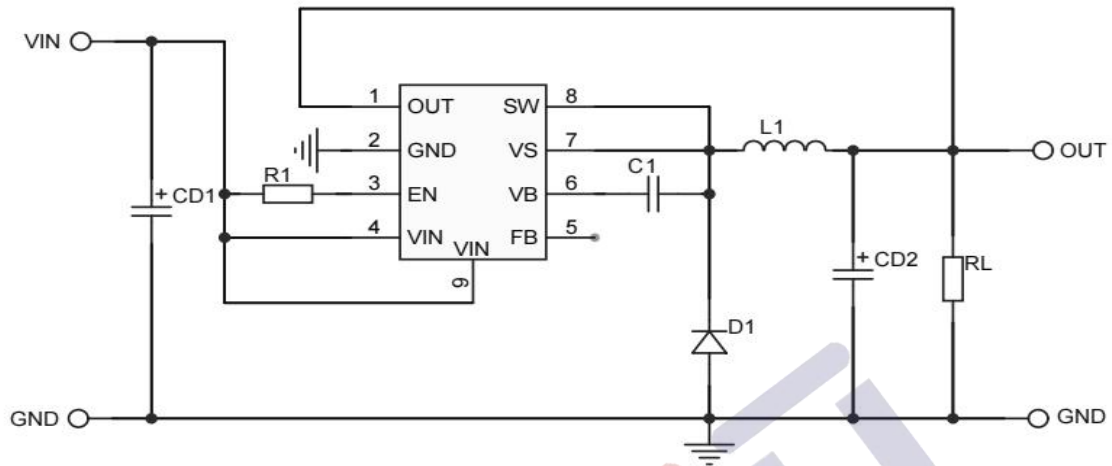 VIN
1 OUT SW 8
2 GND VS 7
L1
OUT
R1 3 EN VB 6 C1
+ CD1
4 VIN VIN FB 5
9
+ CD2
RL
D1
GND
GND